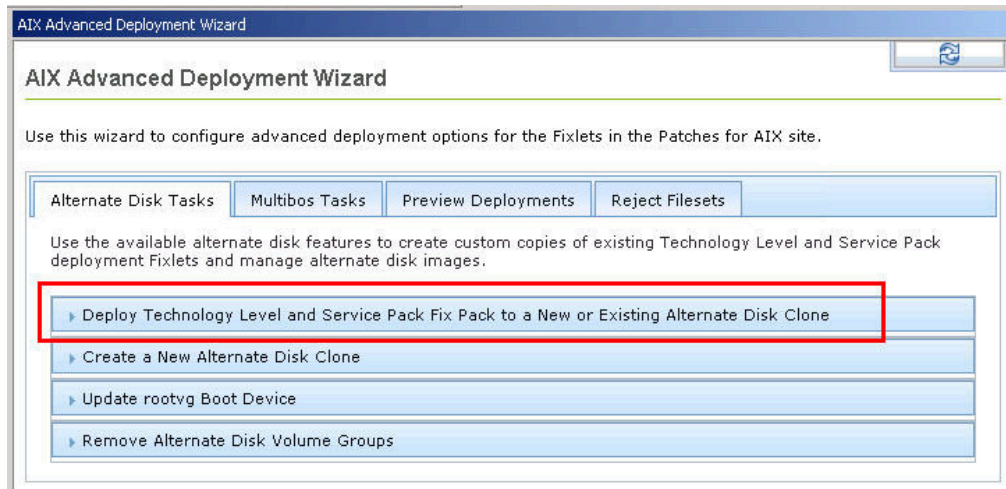 AIX Advanced Deployment Wizard
AIX Advanced Deployment Wizard
Use this wizard to configure advanced deployment options for the Fixlets in the Patches for AIX site.
Alternate Disk Tasks
Multibos Tasks
Preview Deployments
Reject Filesets
Use the available alternate disk features to create custom copies of existing Technology Level and Service Pack
deployment Fixlets and manage alternate disk images.
Deploy Technology Level and Service Pack Fix Pack to a New or Existing Alternate Disk Clone
Create a New Alternate Disk Clone
Update rootvg Boot Device
Remove Alternate Disk Volume Groups